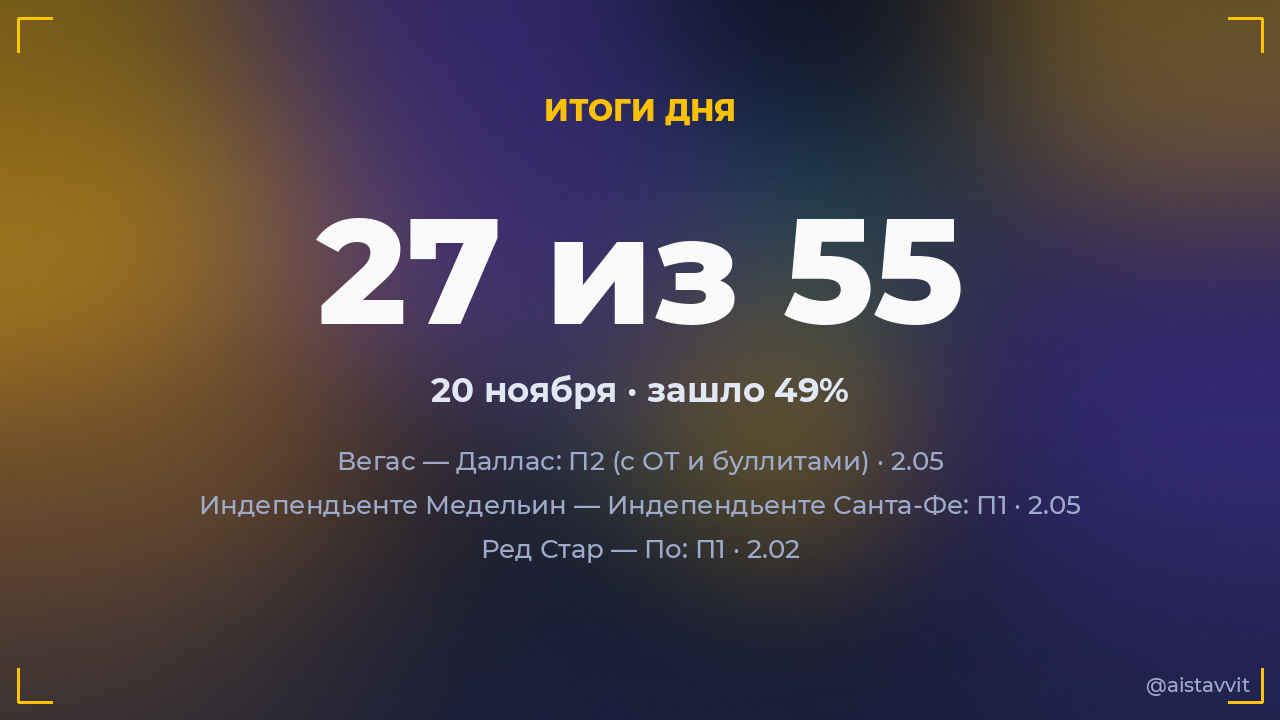 ИТОГИ ДНЯ
27 из 55
20 ноября · зашло 49%
Вегас — Даллас: П2 (с ОТ и буллитами) · 2.05
Индепендьенте Медельин — Индепендьенте Санта-Фе: П1 · 2.05
Ред Стар — По: П1 · 2.02
@aistavvit